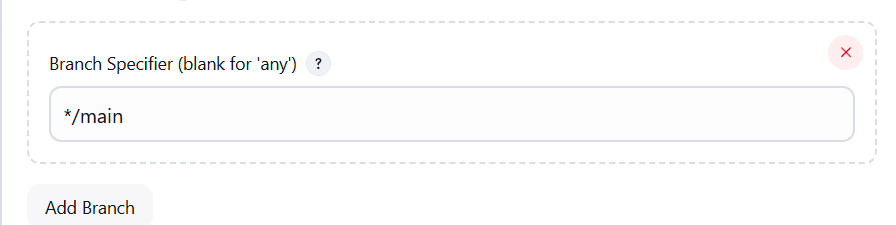 Branch Specifier (blank for 'any') ?
*/main
Add Branch